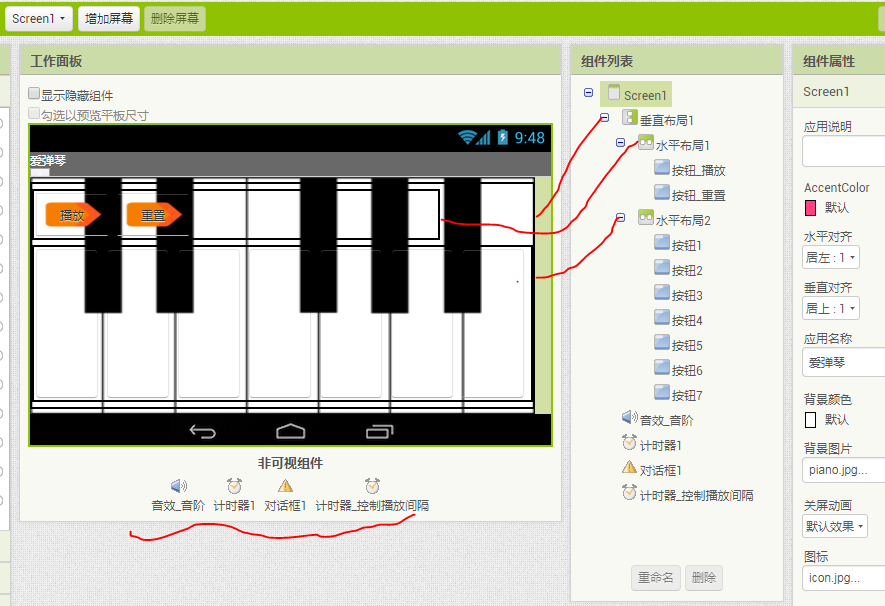 Screen1 增加屏幕 删除屏幕
工作面板
显示隐藏组件
勾选以预览平板尺寸
9:48
爱弹琴
播放 重置
非可视组件
音效_音阶 计时器1 对话框1 计时器_控制播放间隔
组件列表
Screen1
垂直布局1
水平布局1
按钮_播放
按钮_重置
水平布局2
按钮1
按钮2
按钮3
按钮4
按钮5
按钮6
按钮7
音效_音阶
计时器1
对话框1
计时器_控制播放间隔
重命名 删除
组件属性
Screen1
应用说明
AccentColor
默认
水平对齐
居左 : 1
垂直对齐
居上 : 1
应用名称
爱弹琴
背景颜色
默认
背景图片
piano.jpg...
关屏动画
默认效果
图标
icon.jpg...